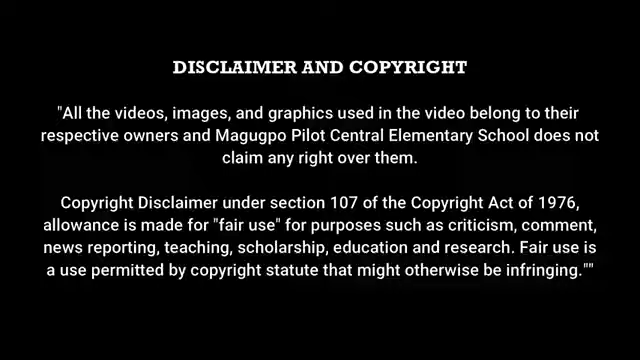 DISCLAIMER AND COPYRIGHT
"All the videos, images, and graphics used in the video belong to their
respective owners and Magugpo Pilot Central Elementary School does not
claim any right over them.
Copyright Disclaimer under section 107 of the Copyright Act of 1976,
allowance is made for "fair use" for purposes such as criticism, comment,
news reporting, teaching, scholarship, education and research. Fair use is
a use permitted by copyright statute that might otherwise be infringing.""